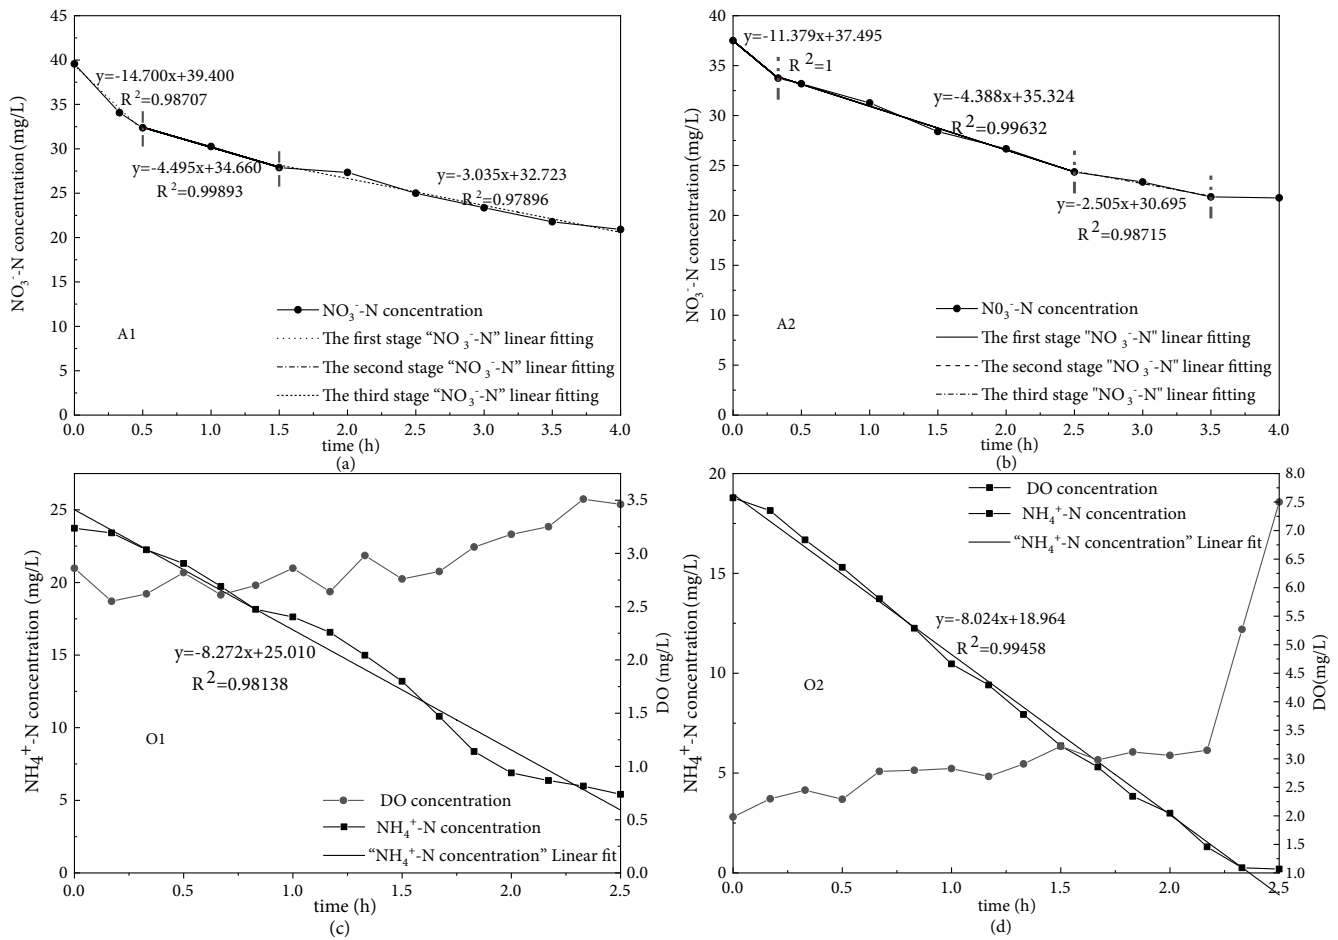 45
40
35
30
25
20
15
10
5
0
NO3--N concentration (mg/L)
y=-14.700x+39.400
R2=0.98707
y=-4.495x+34.660
R2=0.99893
y=-3.035x+32.723
R2=0.97896
A1
NO3--N concentration
The first stage “NO3--N” linear fitting
The second stage “NO3--N” linear fitting
The third stage “NO3--N” linear fitting
0.0 0.5 1.0 1.5 2.0 2.5 3.0 3.5 4.0
time (h)
(a)
40
35
30
25
20
15
10
5
0
NO3--N concentration (mg/L)
y=-11.379x+37.495
R2=1
y=-4.388x+35.324
R2=0.99632
y=-2.505x+30.695
R2=0.98715
A2
N03--N concentration
The first stage "NO3--N" linear fitting
The second stage "NO3--N" linear fitting
The third stage "NO3--N" linear fitting
0.0 0.5 1.0 1.5 2.0 2.5 3.0 3.5 4.0
time (h)
(b)
25
20
15
10
5
0
NH4+-N concentration (mg/L)
y=-8.272x+25.010
R2=0.98138
O1
DO concentration
NH4+-N concentration
“NH4+-N concentration” Linear fit
3.5
3.0
2.5
2.0
1.5
1.0
0.5
0.0
DO (mg/L)
0.0 0.5 1.0 1.5 2.0 2.5
time (h)
(c)
20
15
10
5
0
NH4+-N concentration (mg/L)
DO concentration
NH4+-N concentration
“NH4+-N concentration” Linear fit
y=-8.024x+18.964
R2=0.99458
O2
8.0
7.5
7.0
6.5
6.0
5.5
5.0
4.5
4.0
3.5
3.0
2.5
2.0
1.5
1.0
DO(mg/L)
0.0 0.5 1.0 1.5 2.0 2.5
time (h)
(d)